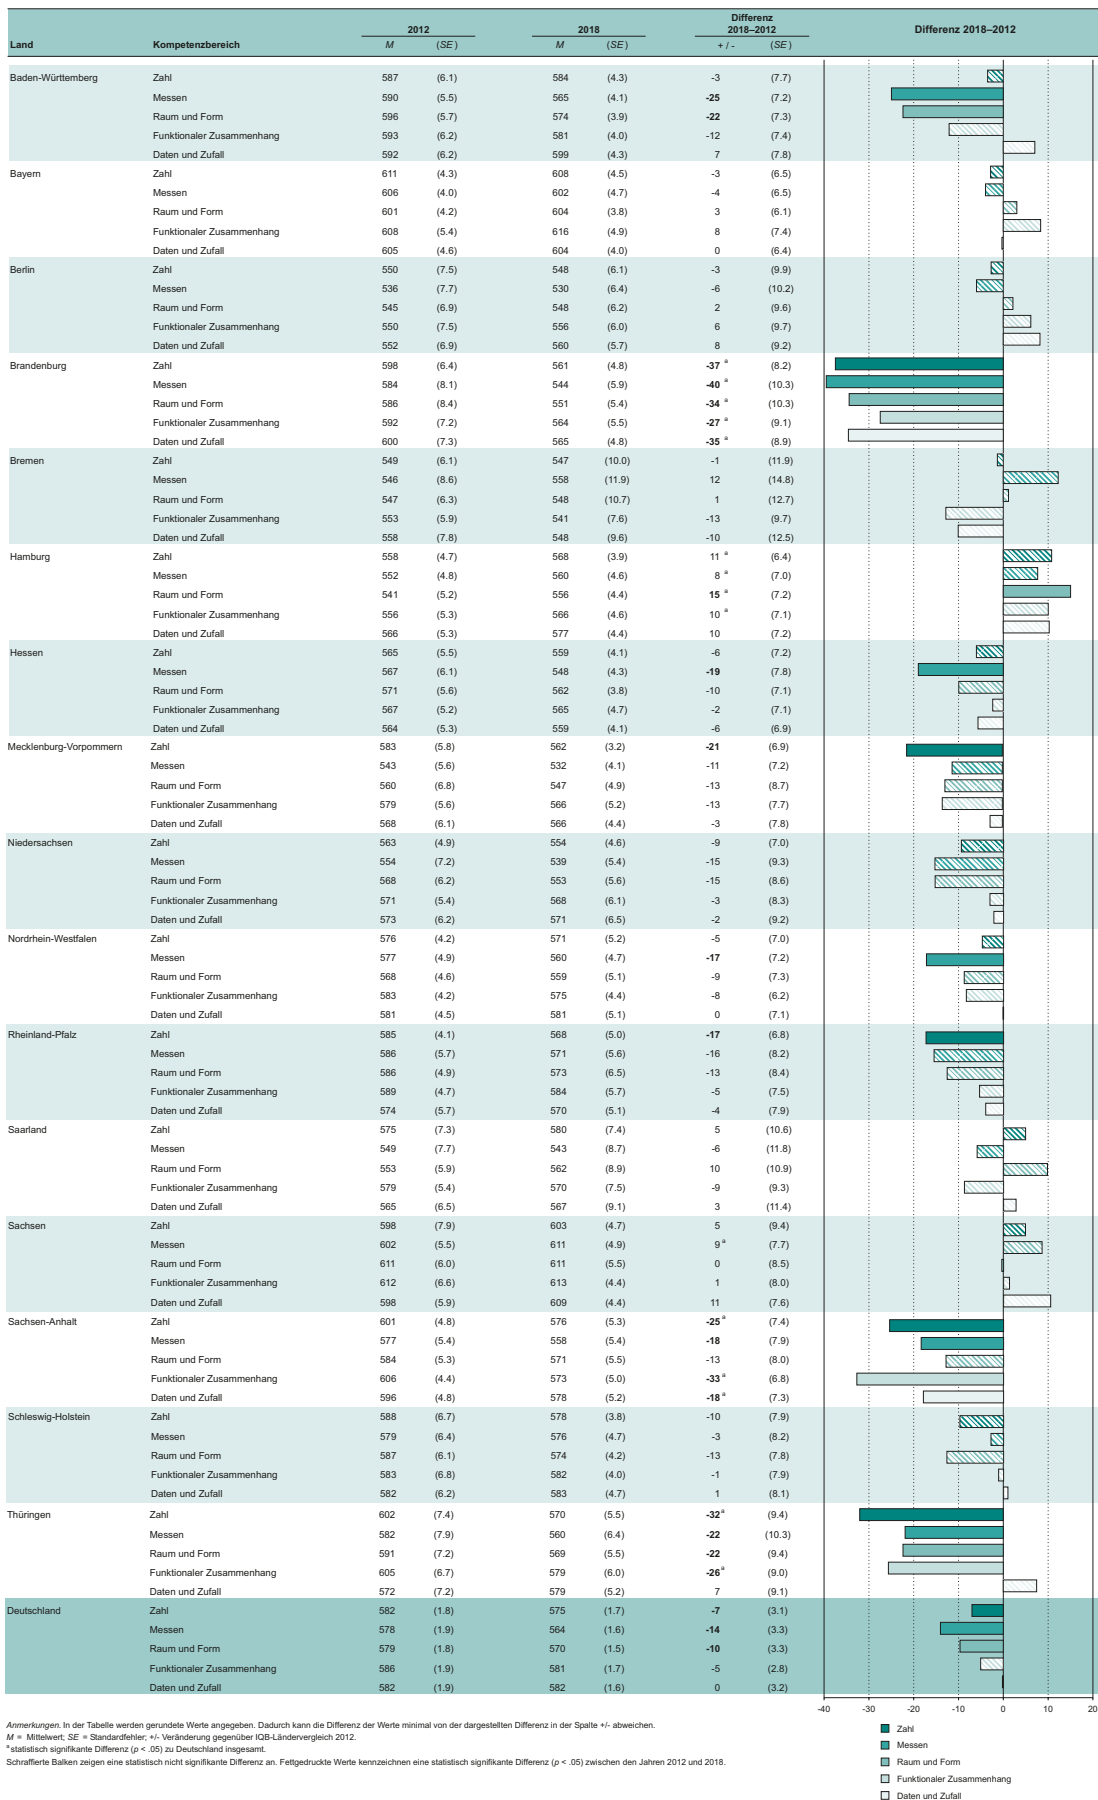 2012 2018 Differenz 2018–2012 Differenz 2018–2012
Land Kompetenzbereich M (SE) M (SE) + / - (SE)
Baden-Württemberg Zahl 587 (6.1) 584 (4.3) -3 (7.7)
Messen 590 (5.5) 565 (4.1) -25 (7.2)
Raum und Form 596 (5.7) 574 (3.9) -22 (7.3)
Funktionaler Zusammenhang 593 (6.2) 581 (4.0) -12 (7.4)
Daten und Zufall 592 (6.2) 599 (4.3) 7 (7.8)
Bayern Zahl 611 (4.3) 608 (4.5) -3 (6.5)
Messen 606 (4.0) 602 (4.7) -4 (6.5)
Raum und Form 601 (4.2) 604 (3.8) 3 (6.1)
Funktionaler Zusammenhang 608 (5.4) 616 (4.9) 8 (7.4)
Daten und Zufall 605 (4.6) 604 (4.0) 0 (6.4)
Berlin Zahl 550 (7.5) 548 (6.1) -3 (9.9)
Messen 536 (7.7) 530 (6.4) -6 (10.2)
Raum und Form 545 (6.9) 548 (6.2) 2 (9.6)
Funktionaler Zusammenhang 550 (7.5) 556 (6.0) 6 (9.7)
Daten und Zufall 552 (6.9) 560 (5.7) 8 (9.2)
Brandenburg Zahl 598 (6.4) 561 (4.8) -37 a (8.2)
Messen 584 (8.1) 544 (5.9) -40 a (10.3)
Raum und Form 586 (8.4) 551 (5.4) -34 a (10.3)
Funktionaler Zusammenhang 592 (7.2) 564 (5.5) -27 a (9.1)
Daten und Zufall 600 (7.3) 565 (4.8) -35 a (8.9)
Bremen Zahl 549 (6.1) 547 (10.0) -1 (11.9)
Messen 546 (8.6) 558 (11.9) 12 (14.8)
Raum und Form 547 (6.3) 548 (10.7) 1 (12.7)
Funktionaler Zusammenhang 553 (5.9) 541 (7.6) -13 (9.7)
Daten und Zufall 558 (7.8) 548 (9.6) -10 (12.5)
Hamburg Zahl 558 (4.7) 568 (3.9) 11 a (6.4)
Messen 552 (4.8) 560 (4.6) 8 a (7.0)
Raum und Form 541 (5.2) 556 (4.4) 15 a (7.2)
Funktionaler Zusammenhang 556 (5.3) 566 (4.6) 10 a (7.1)
Daten und Zufall 566 (5.3) 577 (4.4) 10 (7.2)
Hessen Zahl 565 (5.5) 559 (4.1) -6 (7.2)
Messen 567 (6.1) 548 (4.3) -19 (7.8)
Raum und Form 571 (5.6) 562 (3.8) -10 (7.1)
Funktionaler Zusammenhang 567 (5.2) 565 (4.7) -2 (7.1)
Daten und Zufall 564 (5.3) 559 (4.1) -6 (6.9)
Mecklenburg-Vorpommern Zahl 583 (5.8) 562 (3.2) -21 (6.9)
Messen 543 (5.6) 532 (4.1) -11 (7.2)
Raum und Form 560 (6.8) 547 (4.9) -13 (8.7)
Funktionaler Zusammenhang 579 (5.6) 566 (5.2) -13 (7.7)
Daten und Zufall 568 (6.1) 566 (4.4) -3 (7.8)
Niedersachsen Zahl 563 (4.9) 554 (4.6) -9 (7.0)
Messen 554 (7.2) 539 (5.4) -15 (9.3)
Raum und Form 568 (6.2) 553 (5.6) -15 (8.6)
Funktionaler Zusammenhang 571 (5.4) 568 (6.1) -3 (8.3)
Daten und Zufall 573 (6.2) 571 (6.5) -2 (9.2)
Nordrhein-Westfalen Zahl 576 (4.2) 571 (5.2) -5 (7.0)
Messen 577 (4.9) 560 (4.7) -17 (7.2)
Raum und Form 568 (4.6) 559 (5.1) -9 (7.3)
Funktionaler Zusammenhang 583 (4.2) 575 (4.4) -8 (6.2)
Daten und Zufall 581 (4.5) 581 (5.1) 0 (7.1)
Rheinland-Pfalz Zahl 585 (4.1) 568 (5.0) -17 (6.8)
Messen 586 (5.7) 571 (5.6) -16 (8.2)
Raum und Form 586 (4.9) 573 (6.5) -13 (8.4)
Funktionaler Zusammenhang 589 (4.7) 584 (5.7) -5 (7.5)
Daten und Zufall 574 (5.7) 570 (5.1) -4 (7.9)
Saarland Zahl 575 (7.3) 580 (7.4) 5 (10.6)
Messen 549 (7.7) 543 (8.7) -6 (11.8)
Raum und Form 553 (5.9) 562 (8.9) 10 (10.9)
Funktionaler Zusammenhang 579 (5.4) 570 (7.5) -9 (9.3)
Daten und Zufall 565 (6.5) 567 (9.1) 3 (11.4)
Sachsen Zahl 598 (7.9) 603 (4.7) 5 (9.4)
Messen 602 (5.5) 611 (4.9) 9 a (7.7)
Raum und Form 611 (6.0) 611 (5.5) 0 (8.5)
Funktionaler Zusammenhang 612 (6.6) 613 (4.4) 1 (8.0)
Daten und Zufall 598 (5.9) 609 (4.4) 11 (7.6)
Sachsen-Anhalt Zahl 601 (4.8) 576 (5.3) -25 a (7.4)
Messen 577 (5.4) 558 (5.4) -18 (7.9)
Raum und Form 584 (5.3) 571 (5.5) -13 (8.0)
Funktionaler Zusammenhang 606 (4.4) 573 (5.0) -33 a (6.8)
Daten und Zufall 596 (4.8) 578 (5.2) -18 a (7.3)
Schleswig-Holstein Zahl 588 (6.7) 578 (3.8) -10 (7.9)
Messen 579 (6.4) 576 (4.7) -3 (8.2)
Raum und Form 587 (6.1) 574 (4.2) -13 (7.8)
Funktionaler Zusammenhang 583 (6.8) 582 (4.0) -1 (7.9)
Daten und Zufall 582 (6.2) 583 (4.7) 1 (8.1)
Thüringen Zahl 602 (7.4) 570 (5.5) -32 a (9.4)
Messen 582 (7.9) 560 (6.4) -22 (10.3)
Raum und Form 591 (7.2) 569 (5.5) -22 (9.4)
Funktionaler Zusammenhang 605 (6.7) 579 (6.0) -26 a (9.0)
Daten und Zufall 572 (7.2) 579 (5.2) 7 (9.1)
Deutschland Zahl 582 (1.8) 575 (1.7) -7 (3.1)
Messen 578 (1.9) 564 (1.6) -14 (3.3)
Raum und Form 579 (1.8) 570 (1.5) -10 (3.3)
Funktionaler Zusammenhang 586 (1.9) 581 (1.7) -5 (2.8)
Daten und Zufall 582 (1.9) 582 (1.6) 0 (3.2)
-40 -30 -20 -10 0 10 20
Anmerkungen. In der Tabelle werden gerundete Werte angegeben. Dadurch kann die Differenz der Werte minimal von der dargestellten Differenz in der Spalte +/- abweichen.
M = Mittelwert; SE = Standardfehler; +/- Veränderung gegenüber IQB-Ländervergleich 2012.
a statistisch signifikante Differenz (p < .05) zu Deutschland insgesamt.
Schraffierte Balken zeigen eine statistisch nicht signifikante Differenz an. Fettgedruckte Werte kennzeichnen eine statistisch signifikante Differenz (p < .05) zwischen den Jahren 2012 und 2018.
Zahl
Messen
Raum und Form
Funktionaler Zusammenhang
Daten und Zufall